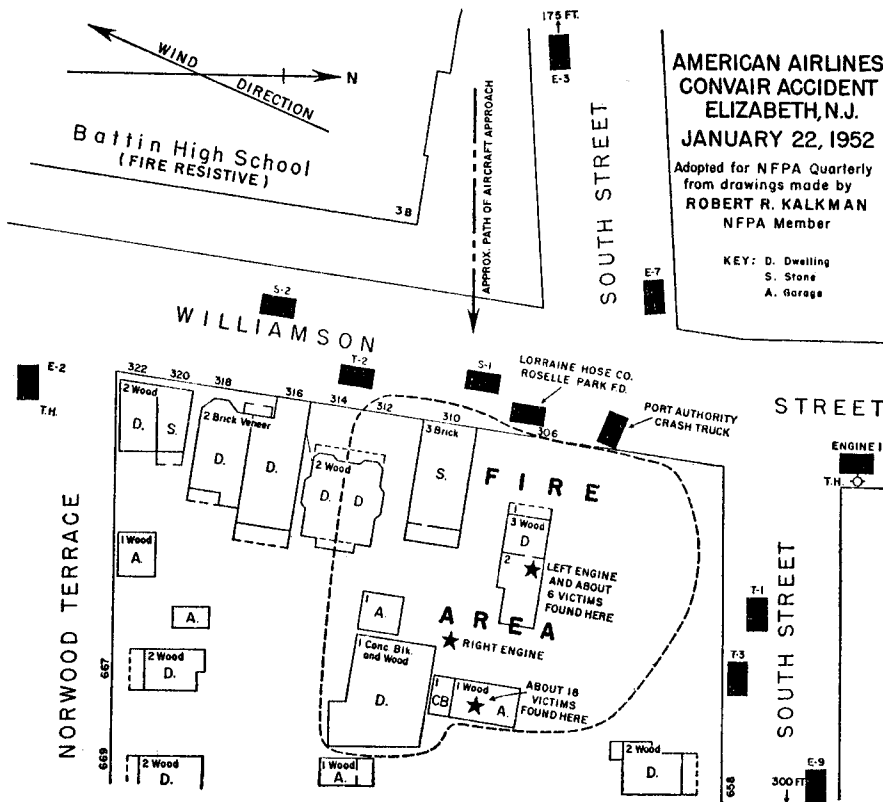 175 FT.
E-3
WIND
DIRECTION
N
Battin High School
(FIRE RESISTIVE)
3B
APPROX. PATH OF AIRCRAFT APPROACH
SOUTH STREET
AMERICAN AIRLINES
CONVAIR ACCIDENT
ELIZABETH, N.J.
JANUARY 22, 1952
Adopted for NFPA Quarterly
from drawings made by
ROBERT R. KALKMAN
NFPA Member
KEY: D. Dwelling
S. Stone
A. Garage
E-7
S-2
WILLIAMSON
STREET
E-2
T.H.
T-2
S-1
LORRAINE HOSE CO.
ROSELLE PARK FD.
PORT AUTHORITY
CRASH TRUCK
ENGINE I
T.H.
322
320
318
316
314
312
310
306
2 Wood
D.
S.
2 Brick Veneer
D.
D.
2 Wood
D.
D
3 Brick
S.
FIRE
1
3 Wood
D
2
LEFT ENGINE
AND ABOUT
6 VICTIMS
FOUND HERE
NORWOOD TERRACE
1 Wood
A.
A.
1
A.
AREA
RIGHT ENGINE
1 Conc. Blk.
and Wood
D.
1
CB
1 Wood
A.
ABOUT 18
VICTIMS
FOUND HERE
667
2 Wood
D.
669
2 Wood
D.
1 Wood
A.
2 Wood
D.
658
T-1
T-3
SOUTH STREET
E-9
300 FT.